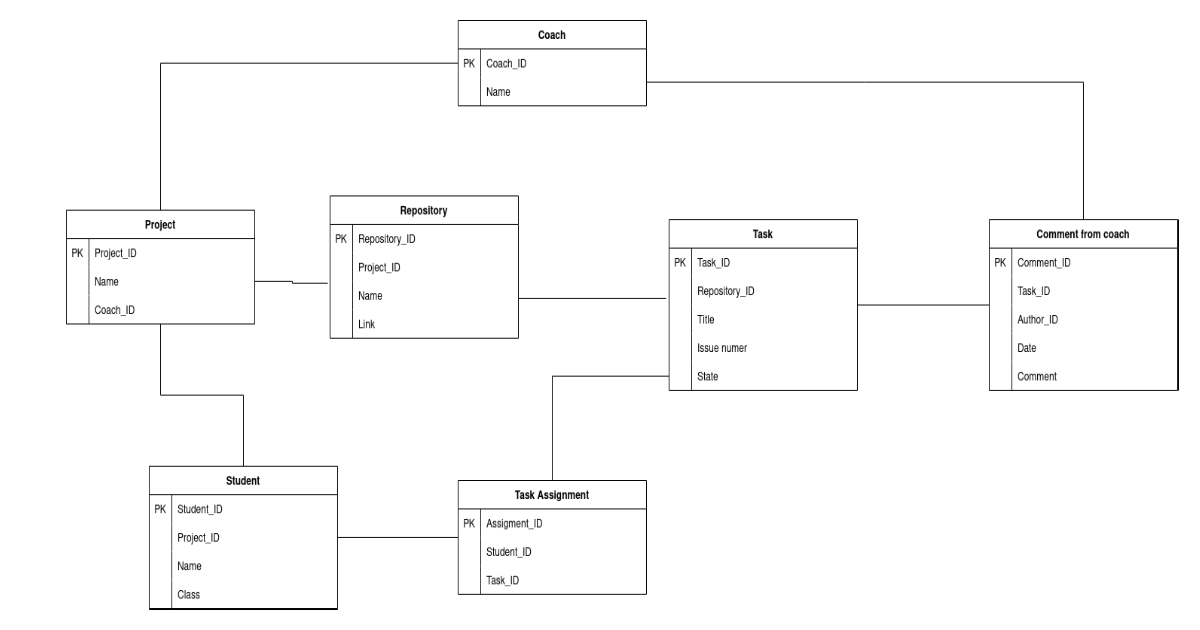 Coach
PK Coach_ID
Name
Project
PK Project_ID
Name
Coach_ID
Repository
PK Repository_ID
Project_ID
Name
Link
Task
PK Task_ID
Repository_ID
Title
Issue numer
State
Comment from coach
PK Comment_ID
Task_ID
Author_ID
Date
Comment
Student
PK Student_ID
Project_ID
Name
Class
Task Assignment
PK Assigment_ID
Student_ID
Task_ID